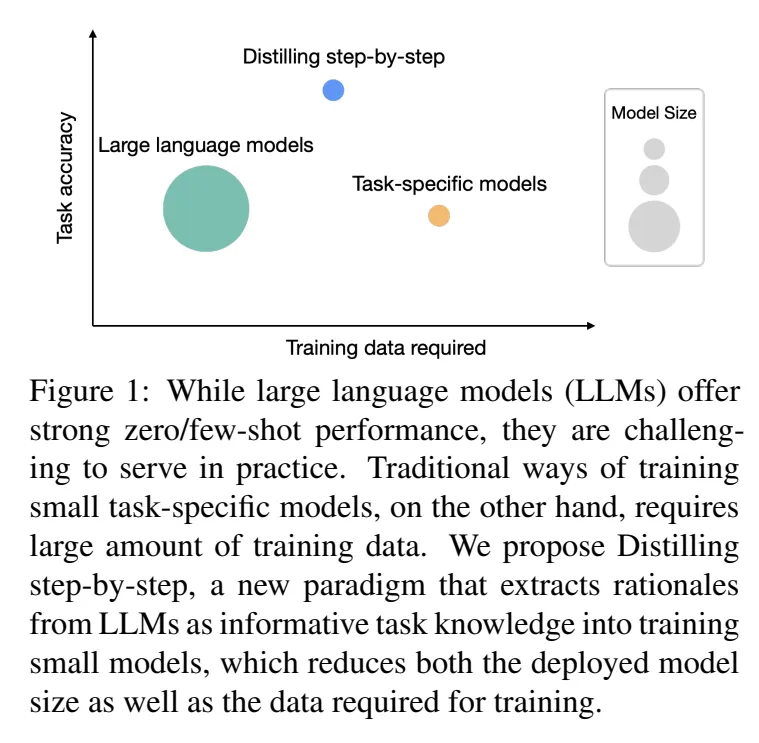 Distilling step-by-step
Model Size
Large language models
Task-specific models
Task accuracy
Training data required
Figure 1: While large language models (LLMs) offer
strong zero/few-shot performance, they are challeng-
ing to serve in practice. Traditional ways of training
small task-specific models, on the other hand, requires
large amount of training data. We propose Distilling
step-by-step, a new paradigm that extracts rationales
from LLMs as informative task knowledge into training
small models, which reduces both the deployed model
size as well as the data required for training.